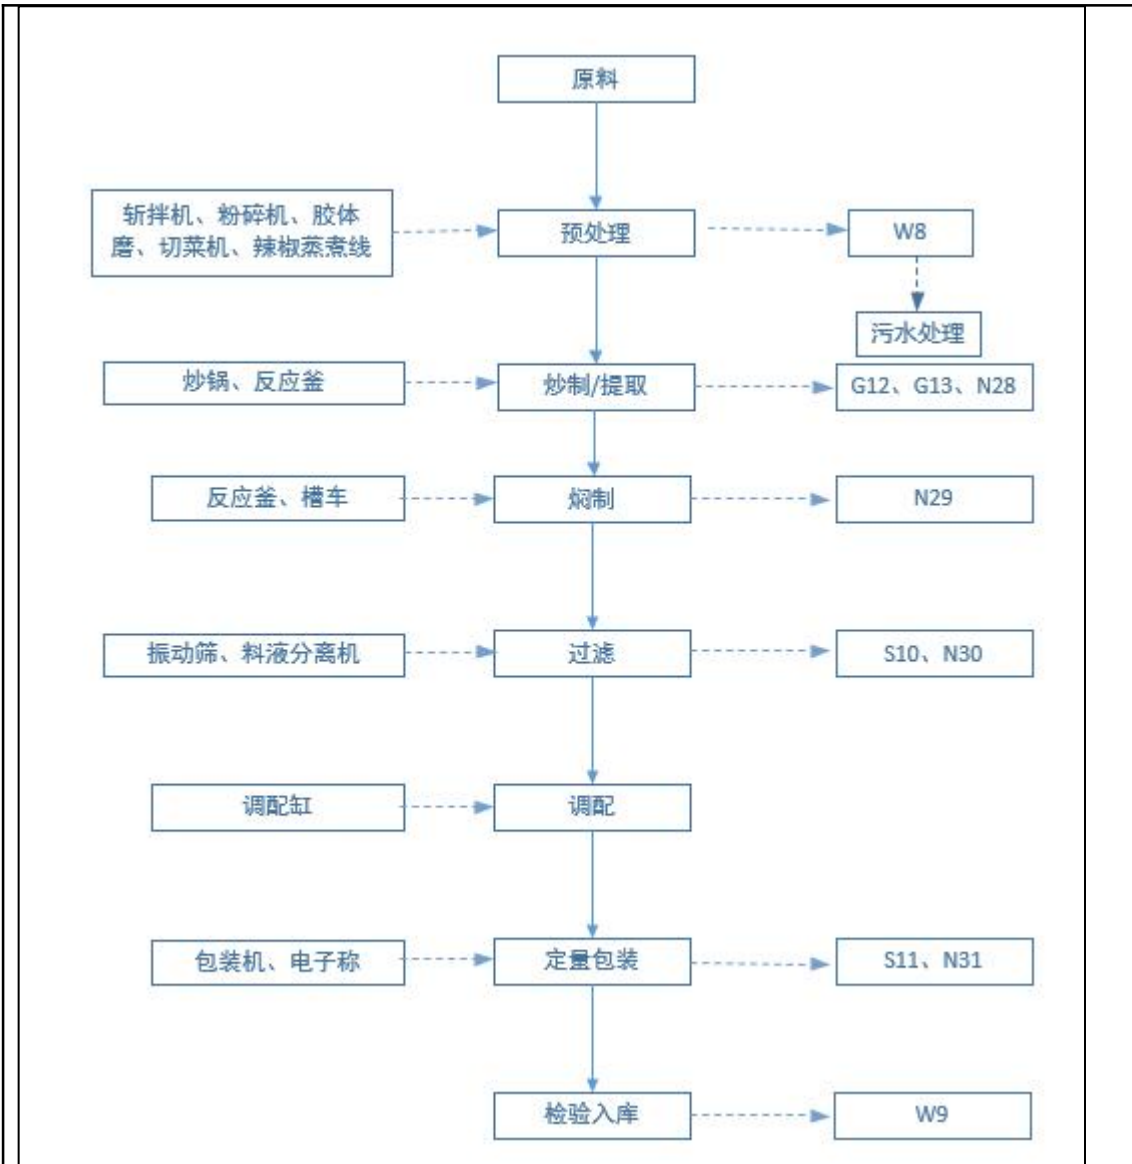 原料
斩拌机、粉碎机、胶体
磨、切菜机、辣椒蒸煮线
预处理
W8
污水处理
炒锅、反应釜
炒制/提取
G12、G13、N28
反应釜、槽车
焖制
N29
振动筛、料液分离机
过滤
S10、N30
调配缸
调配
包装机、电子称
定量包装
S11、N31
检验入库
W9